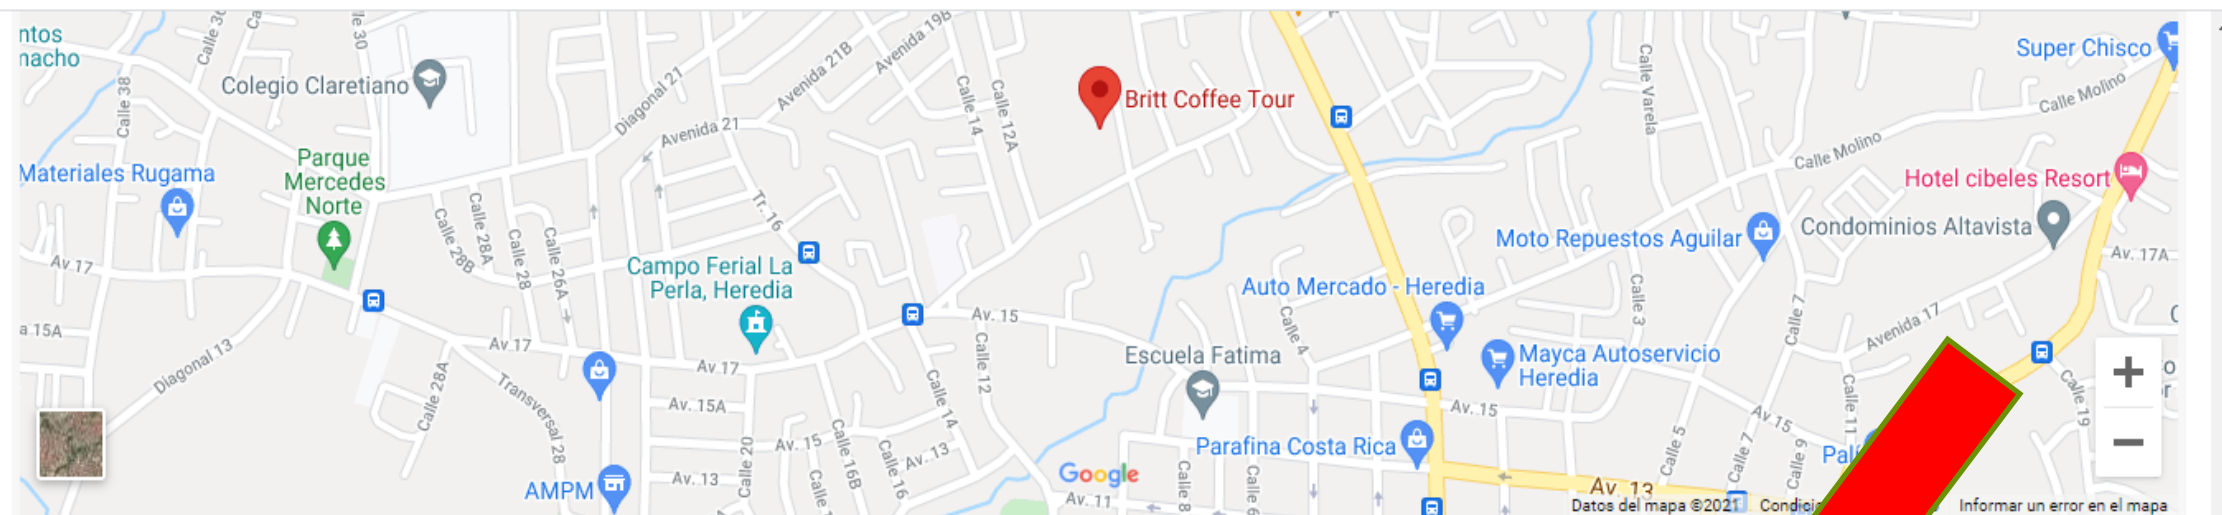 ntos
nacho
Calle 30
Calle 38
Colegio Claretiano
Diagonal 21
Avenida 21B
Avenida 19B
Calle 14
Calle 12A
Britt Coffee Tour
Calle Varela
Super Chisco
Calle Molino
Avenida 21
Materiales Rugama
Parque
Mercedes
Norte
Calle 28B
Calle 28A
Calle 28
Calle 26A
Tr. 16
Calle Molino
Hotel cibeles Resort
Condominios Altavista
Moto Repuestos Aguilar
Av. 17A
Av 17
Campo Ferial La
Perla, Heredia
Auto Mercado - Heredia
Calle 3
Calle 7
Avenida 17
a 15A
Diagonal 13
Av 17
Av. 17
Av. 15
Calle 12
Calle 4
Escuela Fatima
Mayca Autoservicio
Heredia
Calle 28A
Transversal 28
Av. 15A
Calle 14
Av. 15
Av. 15
Calle 11
Calle 19
Av. 15
Calle 16B
Calle 16
Av. 13
Calle 20
Av. 13
Parafina Costa Rica
Calle 5
Calle 7
Calle 9
AMPM
Google
Av. 11
Calle 8
Calle 6
Av. 13
Datos del mapa ©2021
Informar un error en el mapa